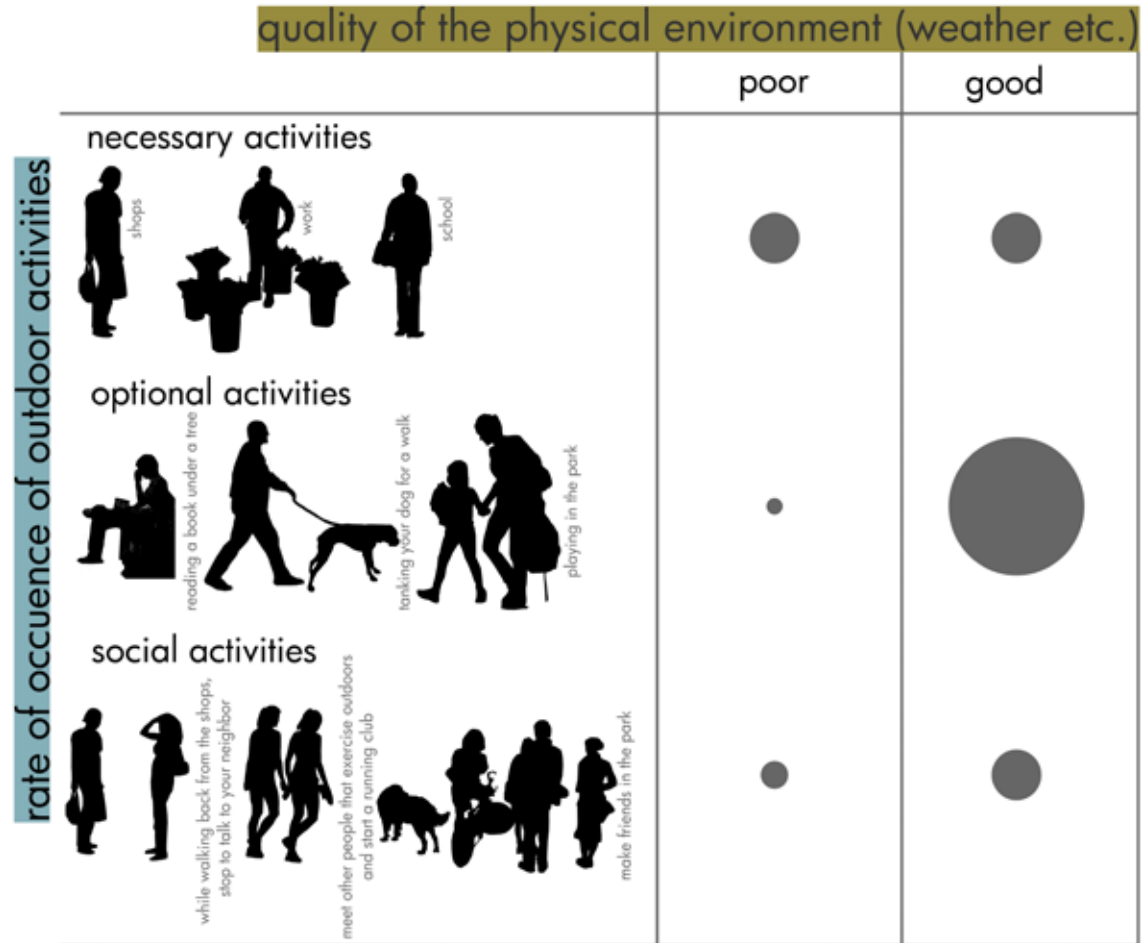 quality of the physical environment (weather etc.)
poor
good
rate of occuence of outdoor activities
necessary activities
shops
work
school
optional activities
reading a book under a tree
tanking your dog for a walk
playing in the park
social activities
while walking back from the shops,
stop to talk to your neighbor
meet other people that exercise outdoors
and start a running club
make friends in the park